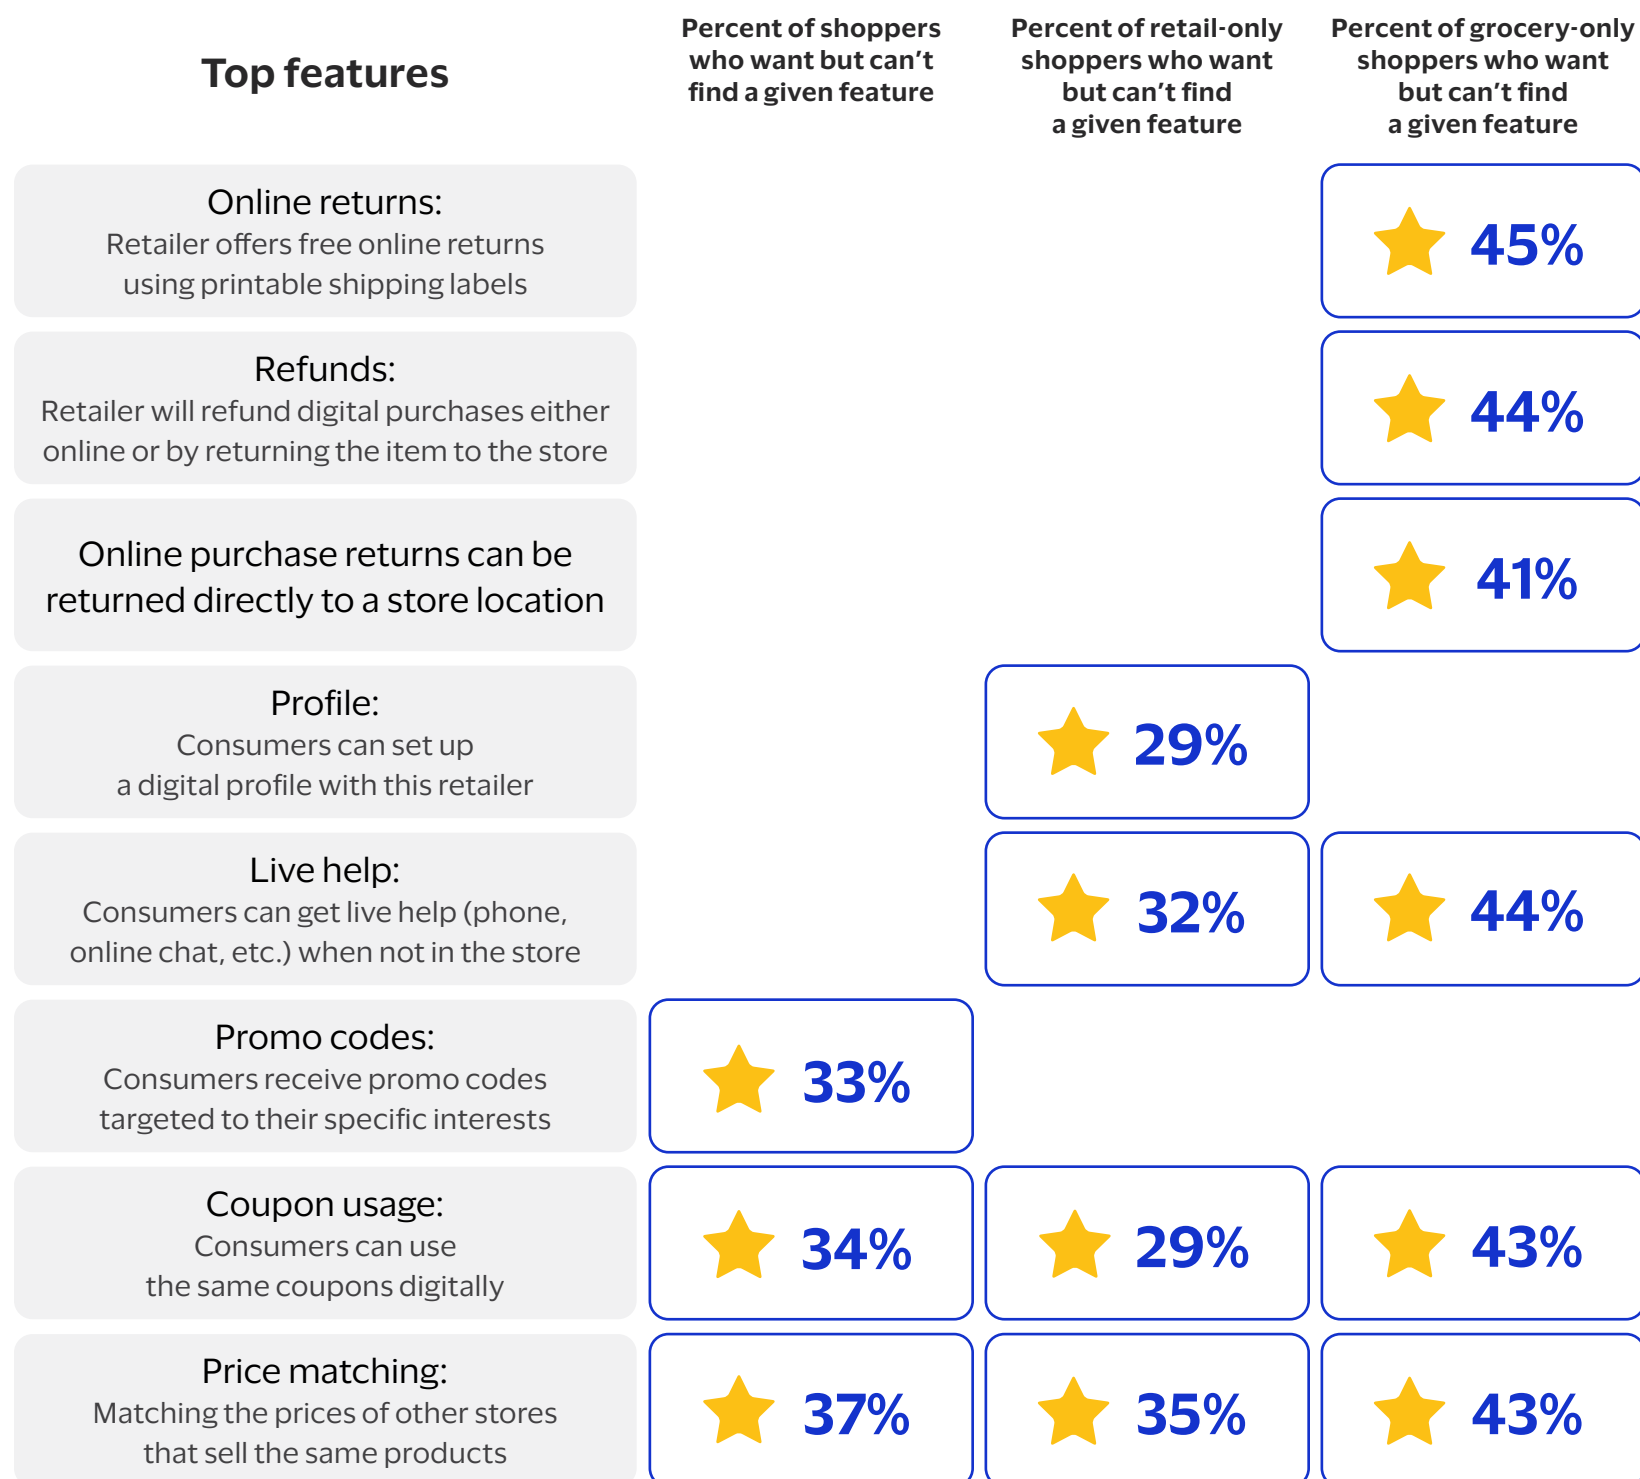 Top features
Percent of shoppers
who want but can't
find a given feature
Percent of retail-only
shoppers who want
but can't find
a given feature
Percent of grocery-only
shoppers who want
but can't find
a given feature
Online returns:
Retailer offers free online returns
using printable shipping labels
45%
Refunds:
Retailer will refund digital purchases either
online or by returning the item to the store
44%
Online purchase returns can be
returned directly to a store location
41%
Profile:
Consumers can set up
a digital profile with this retailer
29%
Live help:
Consumers can get live help (phone,
online chat, etc.) when not in the store
32%
44%
Promo codes:
Consumers receive promo codes
targeted to their specific interests
33%
Coupon usage:
Consumers can use
the same coupons digitally
34%
29%
43%
Price matching:
Matching the prices of other stores
that sell the same products
37%
35%
43%